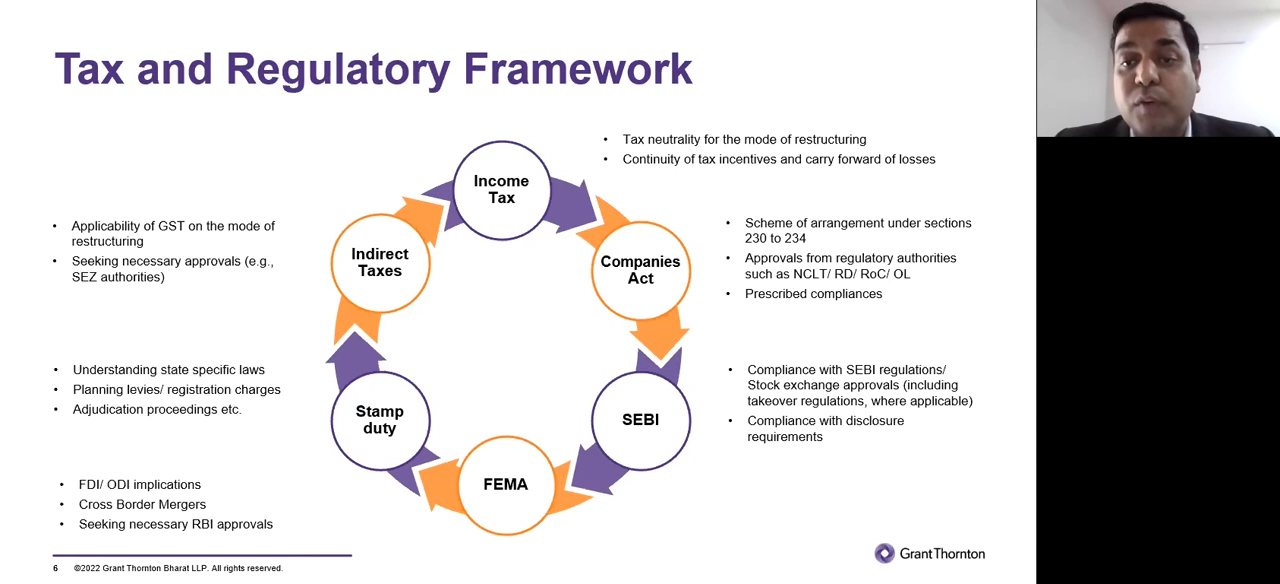 Tax and Regulatory Framework
Income
Tax
• Tax neutrality for the mode of restructuring
• Continuity of tax incentives and carry forward of losses
Companies
Act
• Scheme of arrangement under sections
230 to 234
• Approvals from regulatory authorities
such as NCLT/ RD/ RoC/ OL
• Prescribed compliances
SEBI
• Compliance with SEBI regulations/
Stock exchange approvals (including
takeover regulations, where applicable)
• Compliance with disclosure
requirements
FEMA
• FDI/ ODI implications
• Cross Border Mergers
• Seeking necessary RBI approvals
Stamp
duty
• Understanding state specific laws
• Planning levies/ registration charges
• Adjudication proceedings etc.
Indirect
Taxes
• Applicability of GST on the mode of
restructuring
• Seeking necessary approvals (e.g.,
SEZ authorities)
6 ©2022 Grant Thornton Bharat LLP. All rights reserved.
GrantThornton